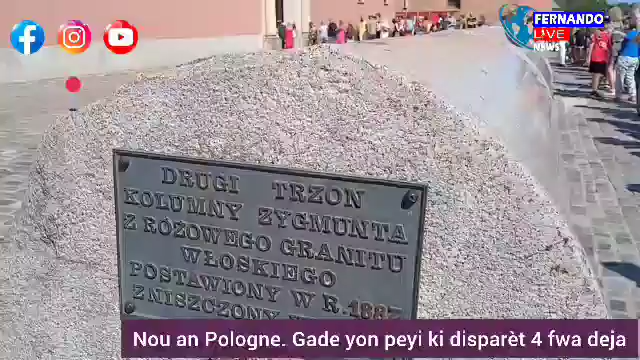 FERNANDO
LIVE
NEWS
DRUGI TRZON
KOLUMNY ZYGMUNTA
Z RÓŻOWEGO GRANITU
WŁOSKIEGO
POSTAWIONY W R. 1887
ZNISZCZONY
Nou an Pologne. Gade yon peyi ki disparèt 4 fwa deja